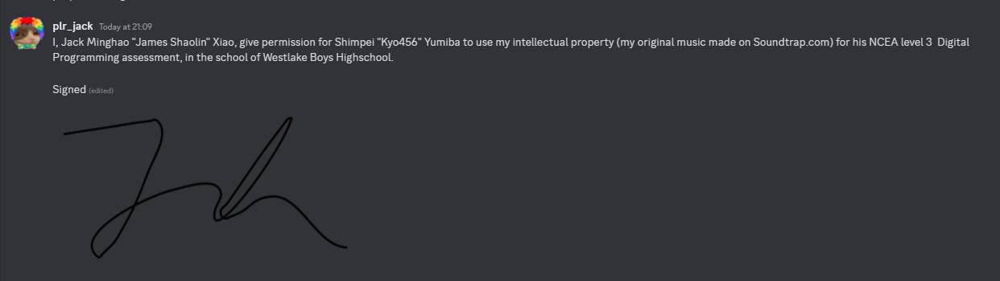 plr_jack Today at 21:09
I, Jack Minghao "James Shaolin" Xiao, give permission for Shimpei "Kyo456" Yumiba to use my intellectual property (my original music made on Soundtrap.com) for his NCEA level 3 Digital
Programming assessment, in the school of Westlake Boys Highschool.
Signed (edited)